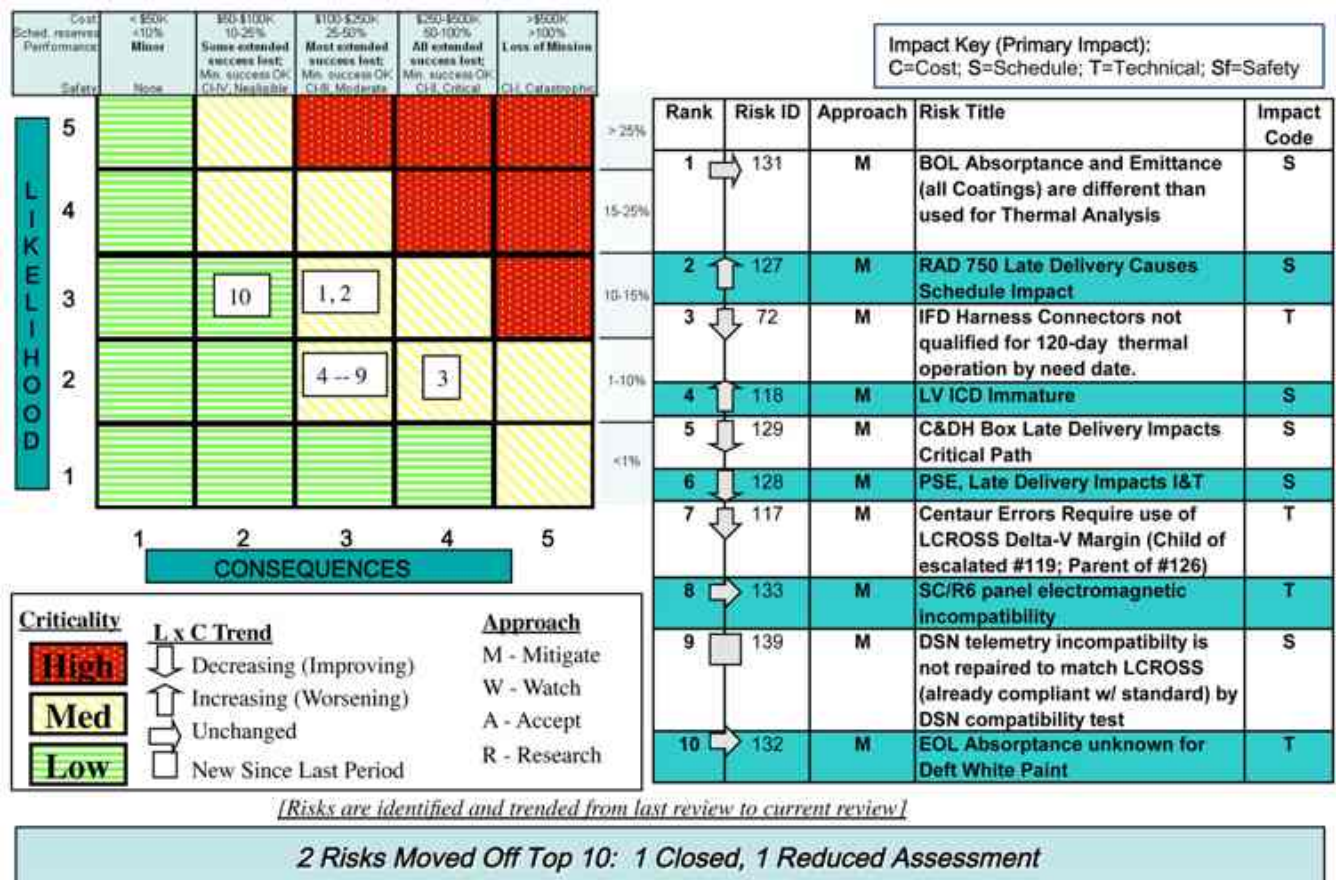 Cost: < $50K $50-$100K $100-$250K $250-$500K >$500K
Sched. reserves <10% 10-25% 25-50% 50-100% >100%
Performance: Minor Some extended Most extended All extended Loss of Mission
success lost; success lost; success lost;
Min. success OK Min. success OK Min. success OK
Safety None Cl-IV, Negligible Cl-III, Moderate Cl-II, Critical Cl-I, Catastrophic
LIKELIHOOD
5 > 25%
4 15-25%
3 10 1, 2 10-15%
2 4 -- 9 3 1-10%
1 <1%
1 2 3 4 5
CONSEQUENCES
Impact Key (Primary Impact):
C=Cost; S=Schedule; T=Technical; Sf=Safety
Rank Risk ID Approach Risk Title Impact
Code
1 131 M BOL Absorptance and Emittance S
(all Coatings) are different than
used for Thermal Analysis
2 127 M RAD 750 Late Delivery Causes S
Schedule Impact
3 72 M IFD Harness Connectors not T
qualified for 120-day thermal
operation by need date.
4 118 M LV ICD Immature S
5 129 M C&DH Box Late Delivery Impacts S
Critical Path
6 128 M PSE, Late Delivery Impacts I&T S
7 117 M Centaur Errors Require use of T
LCROSS Delta-V Margin (Child of
escalated #119; Parent of #126)
8 133 M SC/R6 panel electromagnetic T
incompatibility
9 139 M DSN telemetry incompatibilty is S
not repaired to match LCROSS
(already compliant w/ standard) by
DSN compatibility test
10 132 M EOL Absorptance unknown for T
Deft White Paint
Criticality
High
Med
Low
L x C Trend
Decreasing (Improving)
Increasing (Worsening)
Unchanged
New Since Last Period
Approach
M - Mitigate
W - Watch
A - Accept
R - Research
[Risks are identified and trended from last review to current review]
2 Risks Moved Off Top 10: 1 Closed, 1 Reduced Assessment